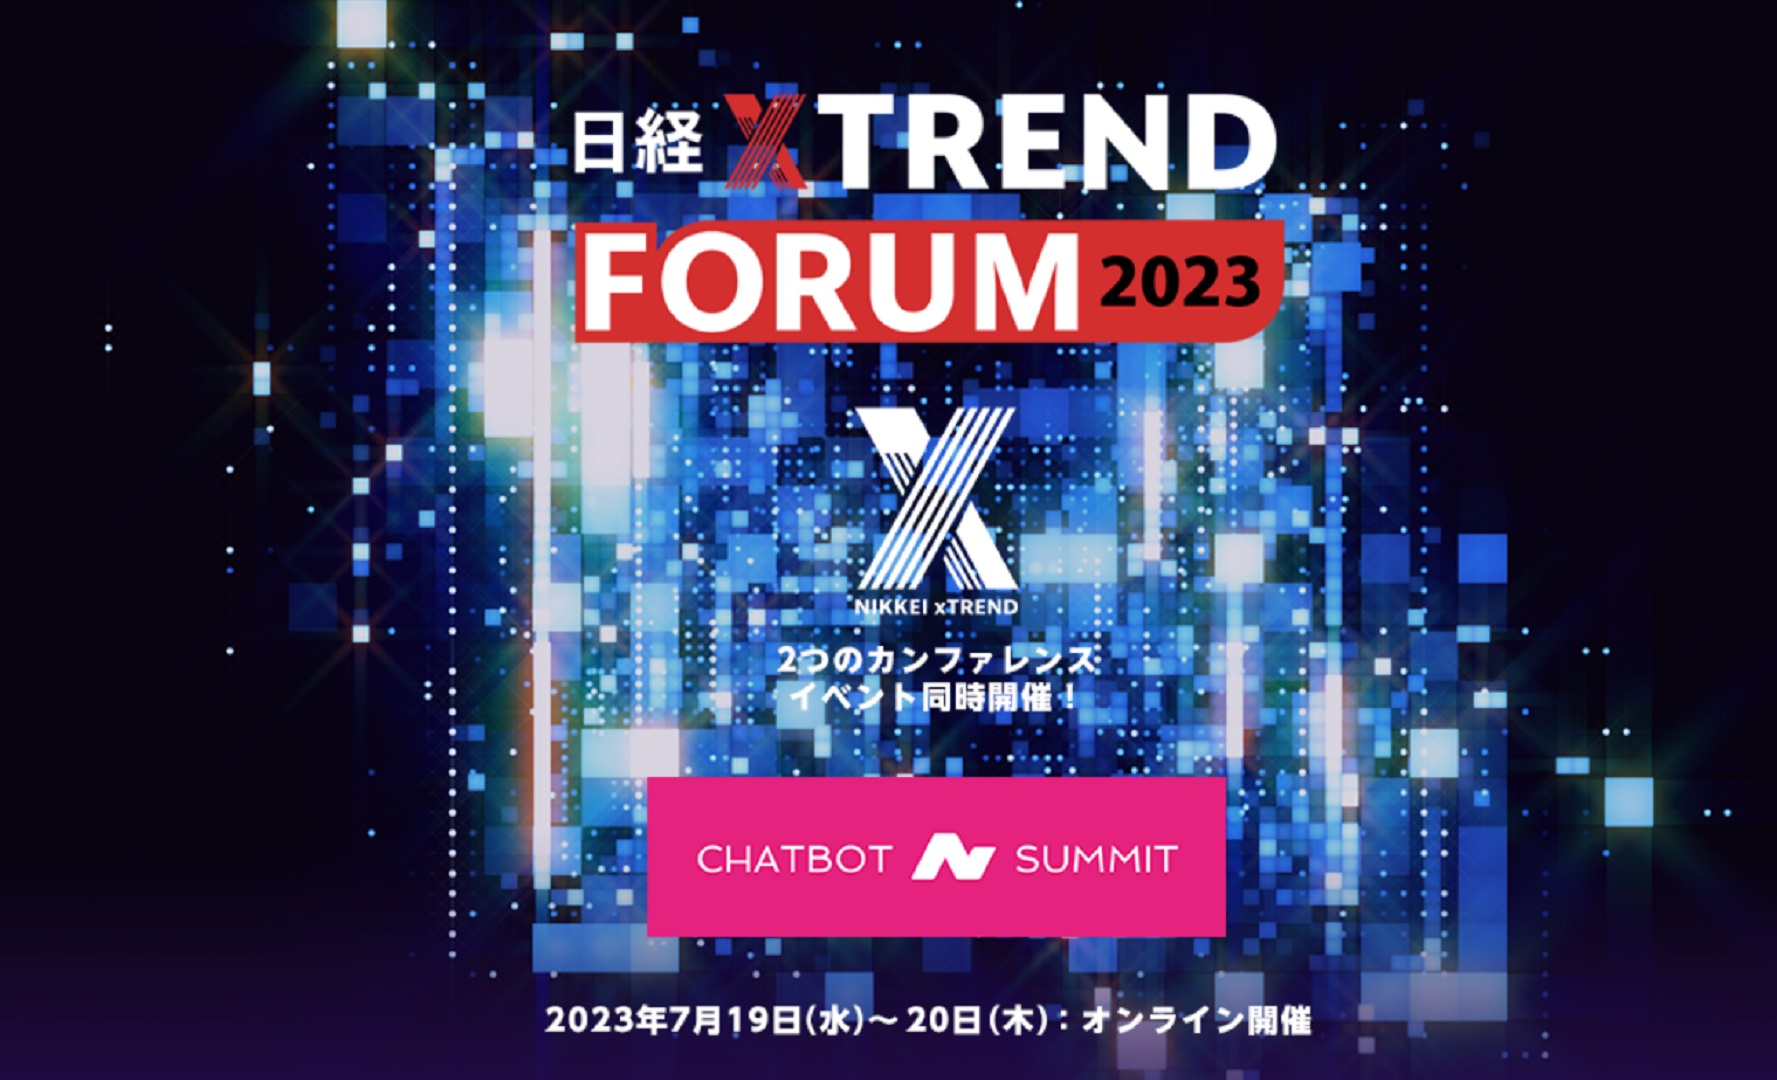 日経 X TREND
FORUM 2023
NIKKEI xTREND
2つのカンファレンス
イベント同時開催！
CHATBOT SUMMIT
2023年7月19日(水)〜20日(木)：オンライン開催